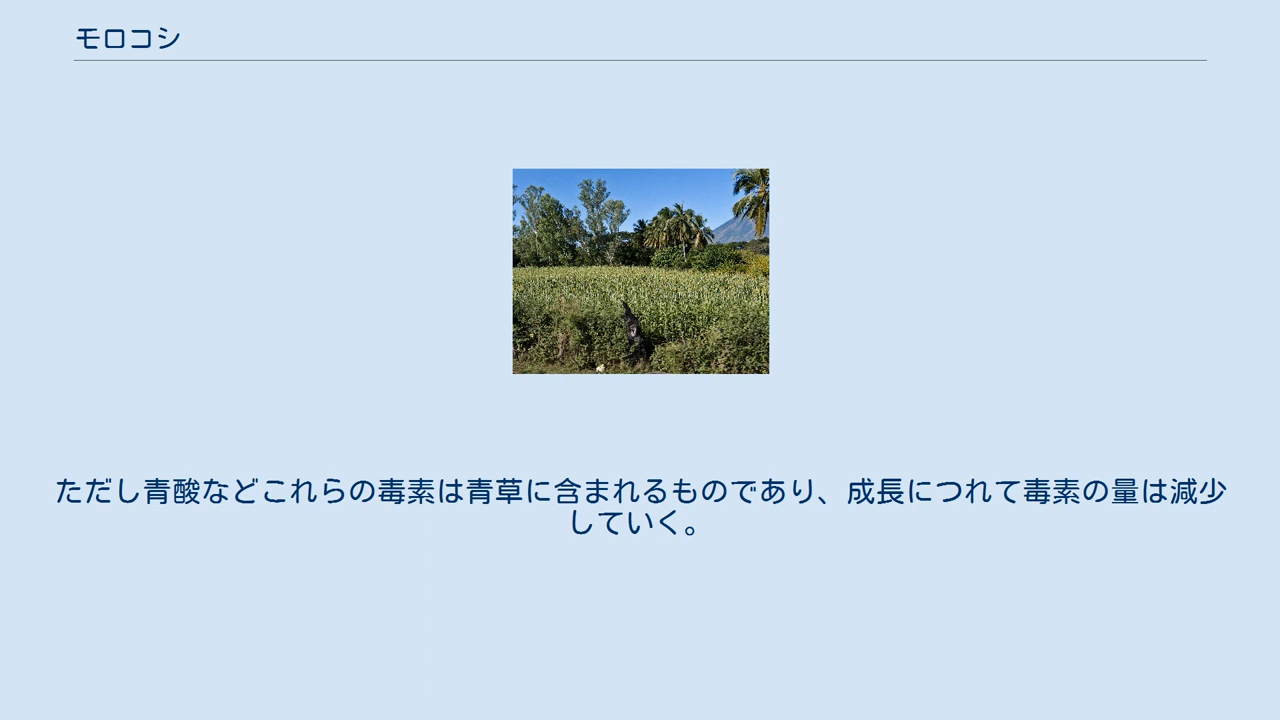 モロコシ
ただし青酸などこれらの毒素は青草に含まれるものであり、成長につれて毒素の量は減少
していく。